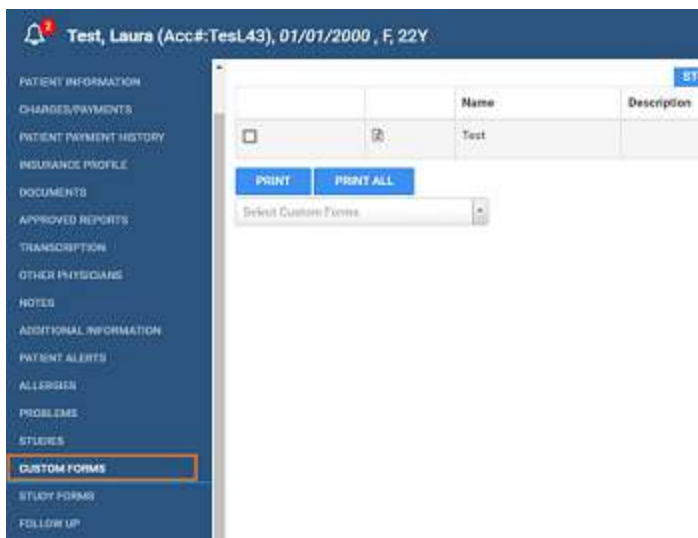 2
Test, Laura (Acc#:TesL43), 01/01/2000 , F, 22Y
PATIENT INFORMATION
CHARGES/PAYMENTS
PATIENT PAYMENT HISTORY
INSURANCE PROFILE
DOCUMENTS
APPROVED REPORTS
TRANSCRIPTION
OTHER PHYSICIANS
NOTES
ADDITIONAL INFORMATION
PATIENT ALERTS
ALLERGIES
PROBLEMS
STUDIES
CUSTOM FORMS
STUDY FORMS
FOLLOW UP
ST
Name Description
Test
PRINT PRINT ALL
Select Custom Forms